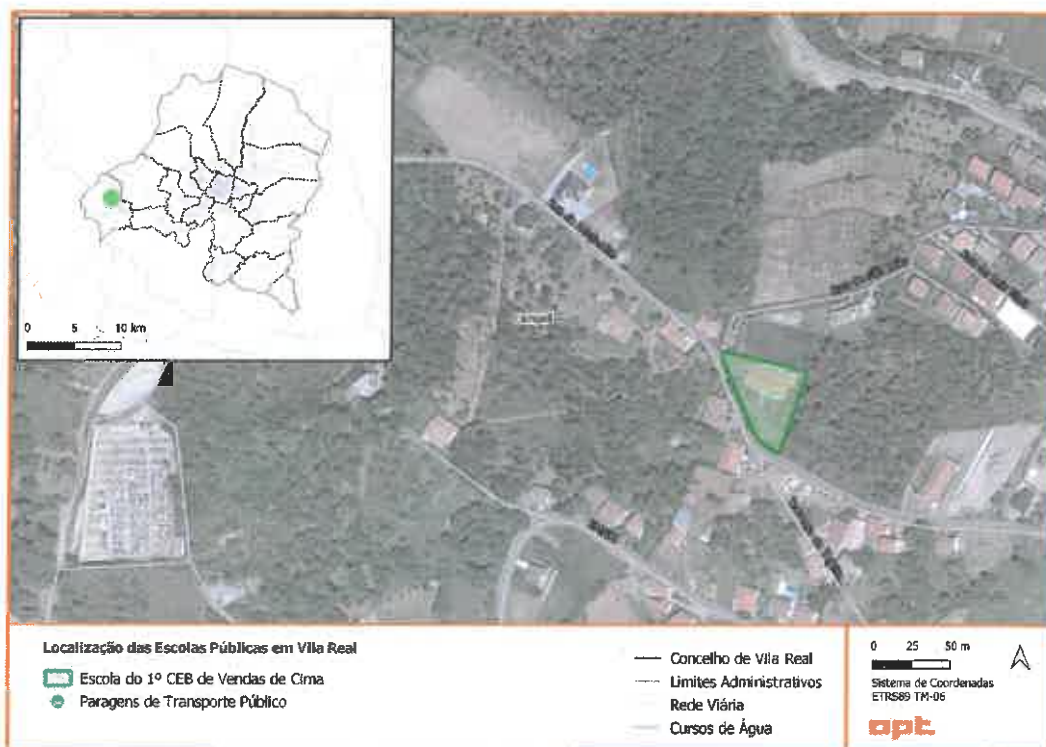 0 5 10 km
Localização das Escolas Públicas em Vila Real
Escola do 1º CEB de Vendas de Cima
Paragens de Transporte Público
Concelho de Vila Real
Limites Administrativos
Rede Viária
Cursos de Água
0 25 50 m
Sistema de Coordenadas
ETRS89 TM-06
opt.